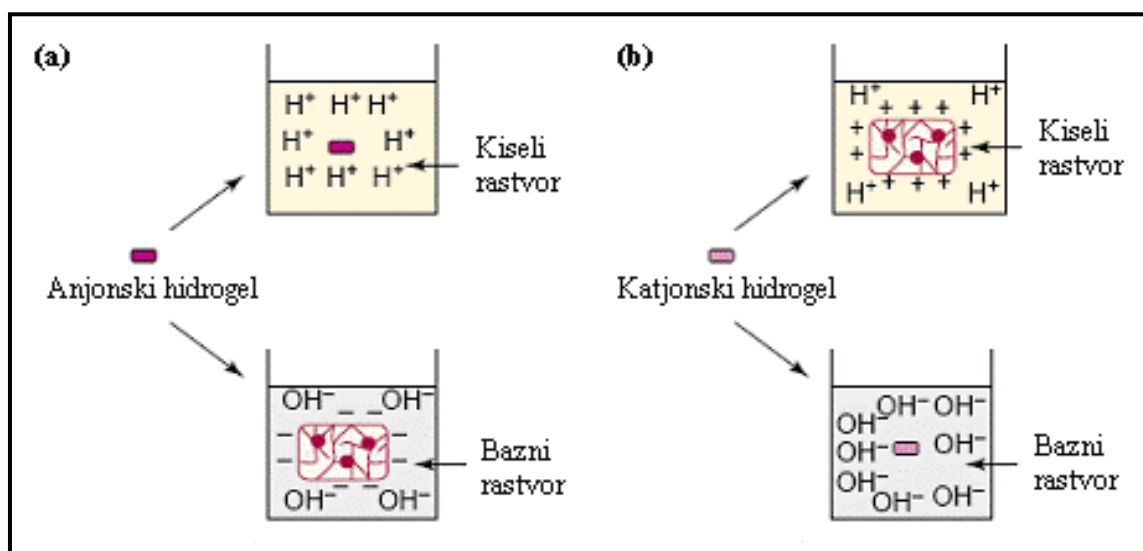 (a)
H⁺ H⁺ H⁺
H⁺ H⁺
H⁺ H⁺ H⁺
Kiseli
rastvor
Anjonski hidrogel
OH⁻ – – OH⁻
– –
– –
– –
OH⁻ OH⁻
Bazni
rastvor
(b)
H⁺ H⁺
+ + + +
+ +
+ +
+ + + +
H⁺ H⁺
Kiseli
rastvor
Katjonski hidrogel
OH⁻ OH⁻
OH⁻
OH⁻ OH⁻
OH⁻ OH⁻
OH⁻
Bazni
rastvor